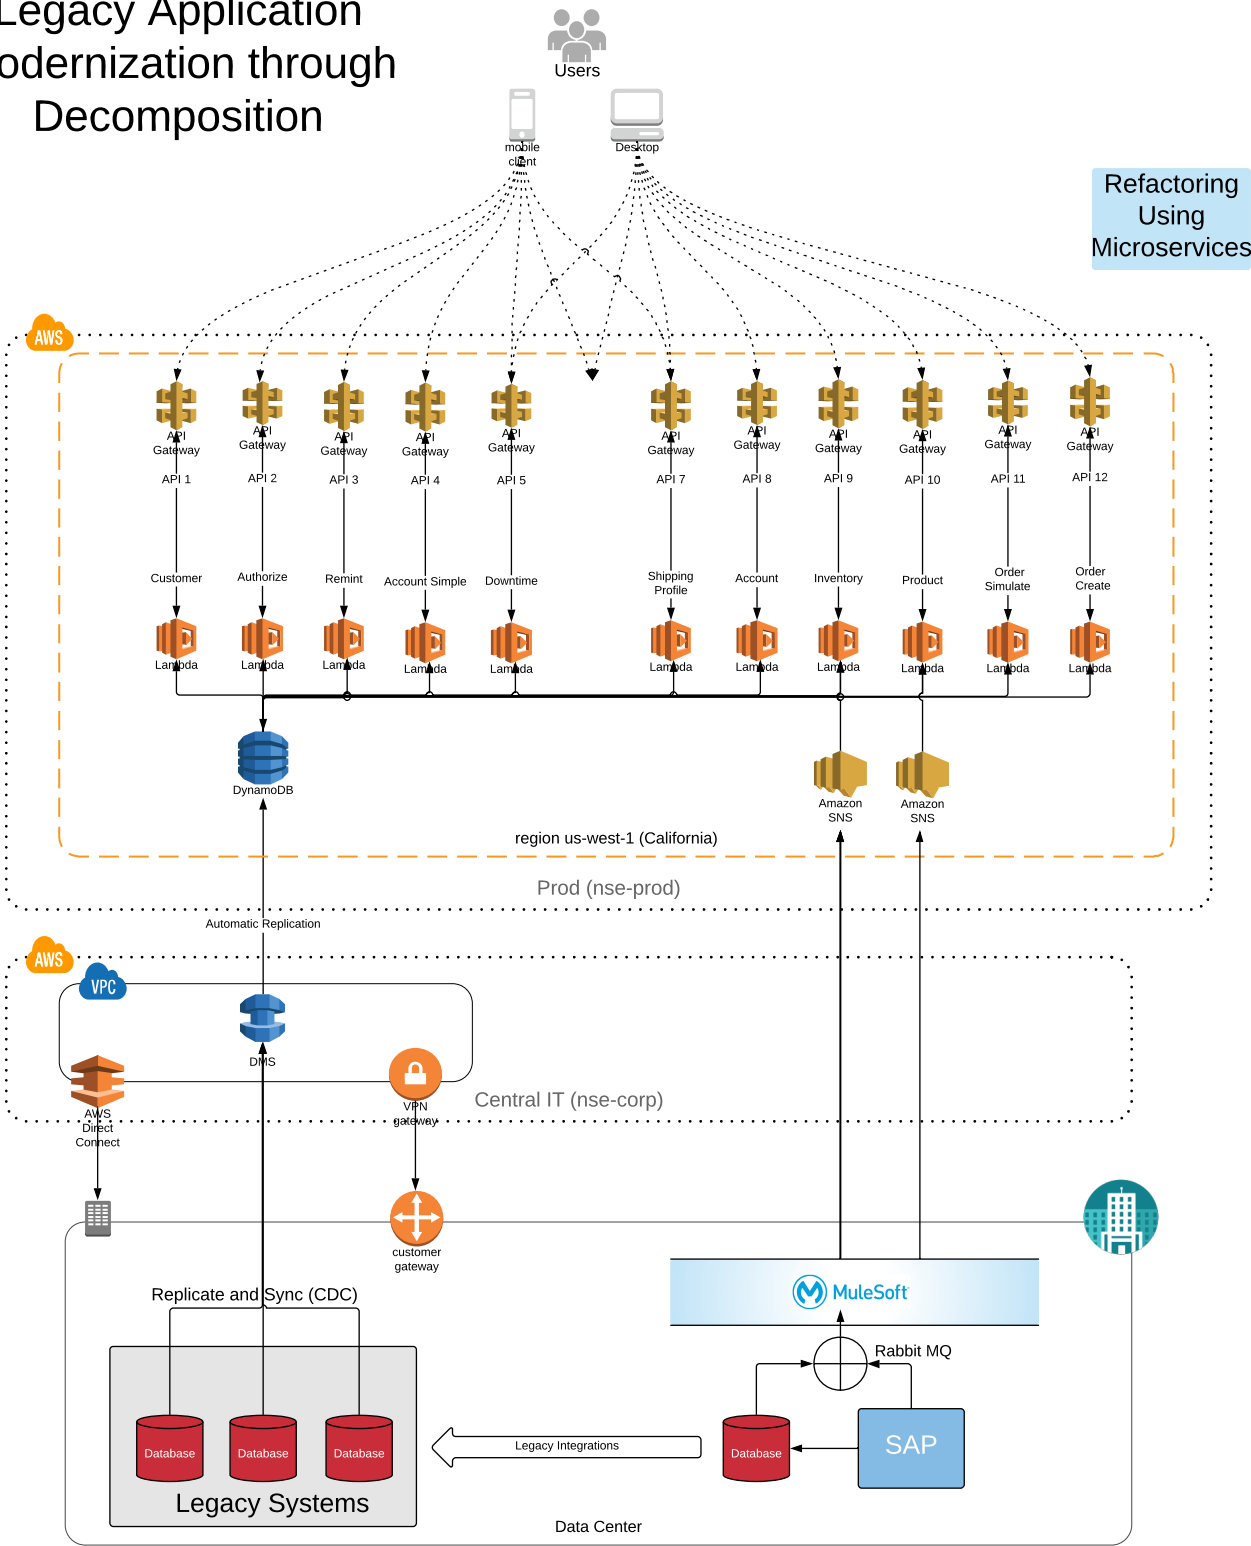 Legacy Application
odernization through
Decomposition
Users
mobile
client
Desktop
Refactoring
Using
Microservices
AWS
API
Gateway
API
Gateway
API
Gateway
API
Gateway
API
Gateway
API
Gateway
API
Gateway
API
Gateway
API
Gateway
API
Gateway
API
Gateway
API 1
API 2
API 3
API 4
API 5
API 7
API 8
API 9
API 10
API 11
API 12
Customer
Authorize
Remint
Account Simple
Downtime
Shipping
Profile
Account
Inventory
Product
Order
Simulate
Order
Create
Lambda
Lambda
Lambda
Lambda
Lambda
Lambda
Lambda
Lambda
Lambda
Lambda
Lambda
DynamoDB
Amazon
SNS
Amazon
SNS
region us-west-1 (California)
Prod (nse-prod)
Automatic Replication
AWS
VPC
DMS
AWS
Direct
Connect
VPN
gateway
Central IT (nse-corp)
customer
gateway
Replicate and Sync (CDC)
MuleSoft
Rabbit MQ
Database
Database
Database
Legacy Systems
Legacy Integrations
Database
SAP
Data Center